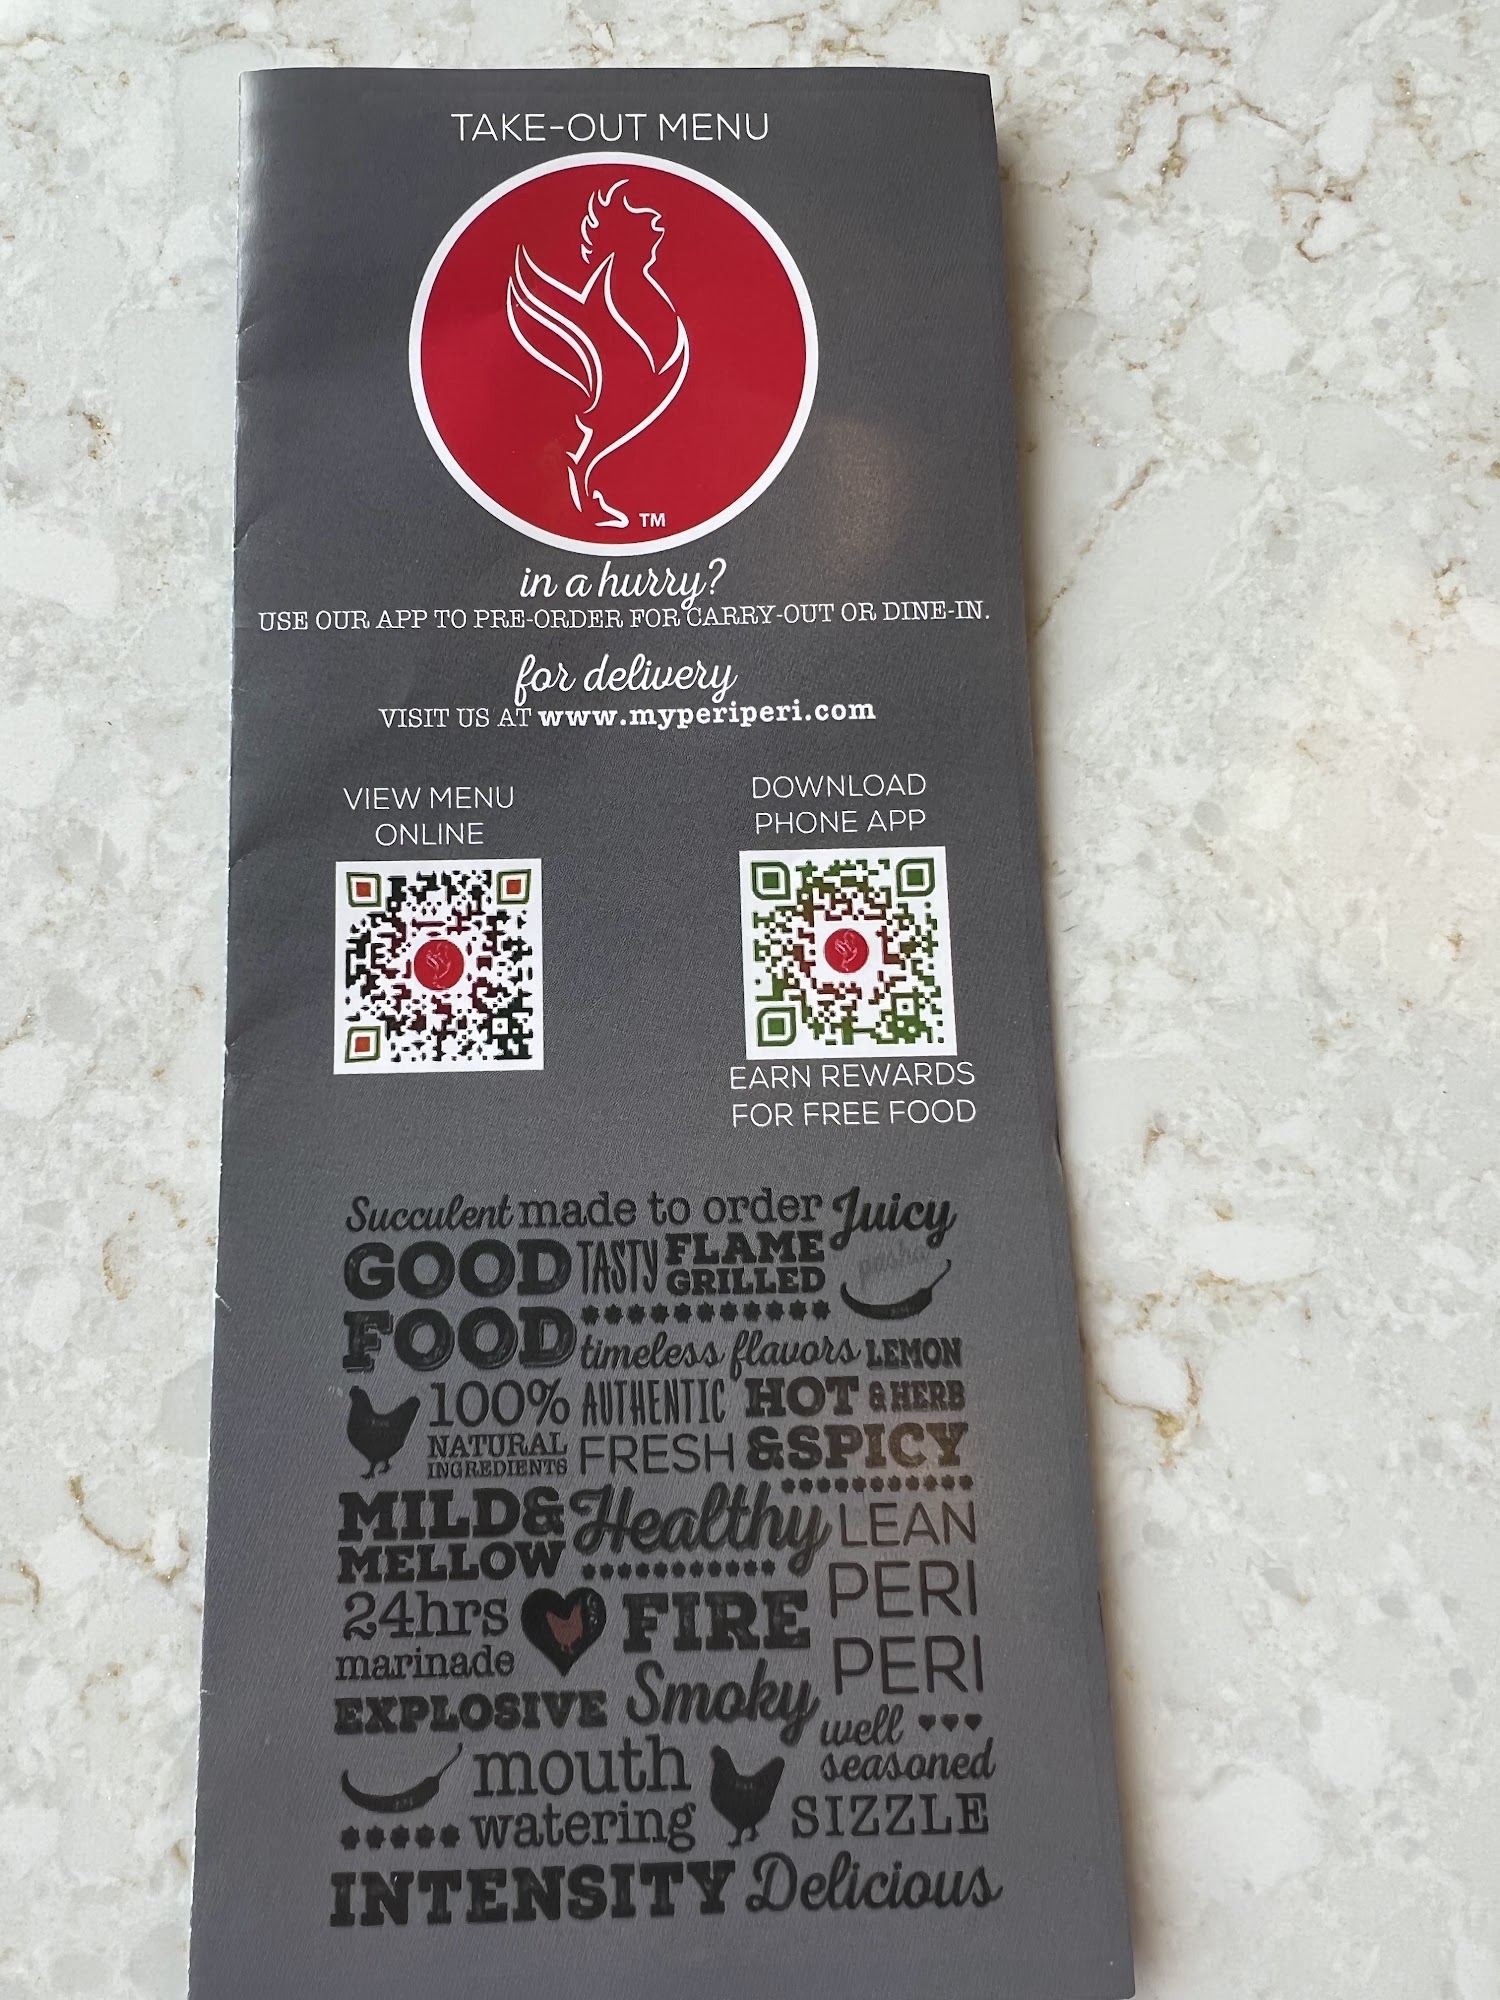 TAKE-OUT MENU
TM
in a hurry?
USE OUR APP TO PRE-ORDER FOR CARRY-OUT OR DINE-IN.
for delivery
VISIT US AT www.myperiperi.com
VIEW MENU
ONLINE
DOWNLOAD
PHONE APP
EARN REWARDS
FOR FREE FOOD
Succulent made to order Juicy
GOOD TASTY FLAME
GRILLED
FOOD
timeless flavors LEMON
& HERB
100%
NATURAL
INGREDIENTS
AUTHENTIC
FRESH
HOT
& SPICY
MILD &
MELLOW
Healthy
LEAN
PERI
PERI
24hrs
marinade
FIRE
EXPLOSIVE
Smoky
well
seasoned
mouth
watering
SIZZLE
INTENSITY Delicious